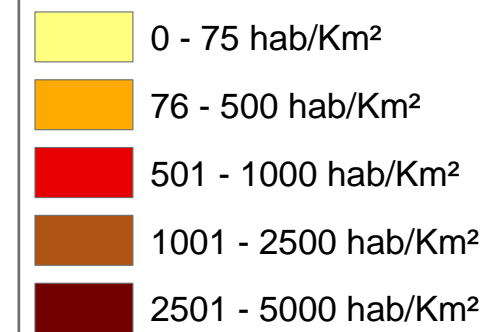 0 - 75 hab/Km²
76 - 500 hab/Km²
501 - 1000 hab/Km²
1001 - 2500 hab/Km²
2501 - 5000 hab/Km²